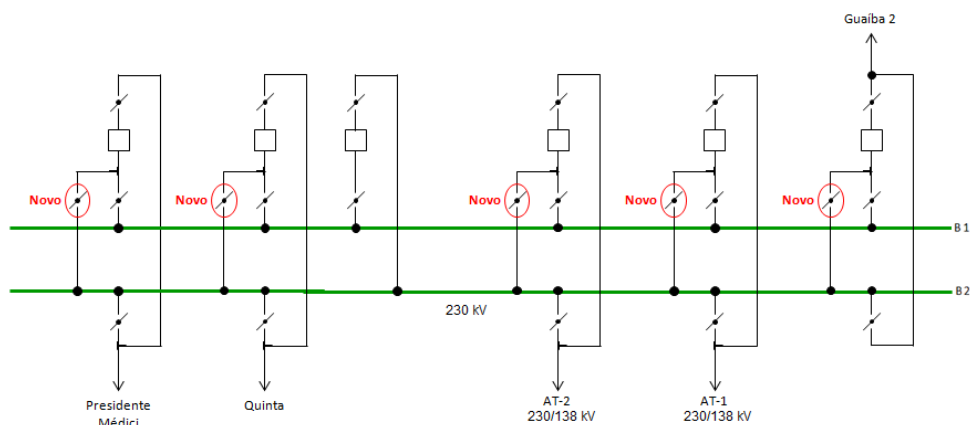 Guaíba 2
Novo
Novo
Novo
Novo
Novo
B 1
B 2
230 kV
Presidente
Médici
Quinta
AT-2
230/138 kV
AT-1
230/138 kV